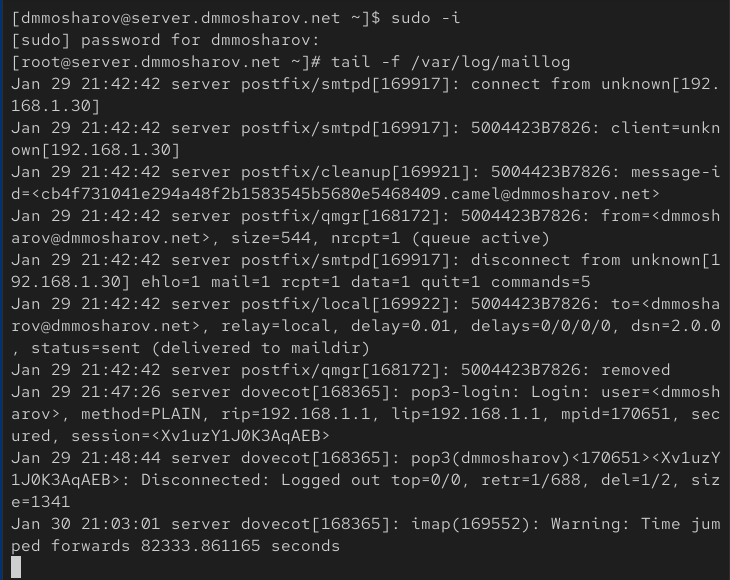 [dmmosharov@server.dmmosharov.net ~]$ sudo -i
[sudo] password for dmmosharov:
[root@server.dmmosharov.net ~]# tail -f /var/log/maillog
Jan 29 21:42:42 server postfix/smtpd[169917]: connect from unknown[192.
168.1.30]
Jan 29 21:42:42 server postfix/smtpd[169917]: 5004423B7826: client=unkn
own[192.168.1.30]
Jan 29 21:42:42 server postfix/cleanup[169921]: 5004423B7826: message-i
d=<cb4f731041e294a48f2b1583545b5680e5468409.camel@dmmosharov.net>
Jan 29 21:42:42 server postfix/qmgr[168172]: 5004423B7826: from=<dmmosh
arov@dmmosharov.net>, size=544, nrcpt=1 (queue active)
Jan 29 21:42:42 server postfix/smtpd[169917]: disconnect from unknown[1
92.168.1.30] ehlo=1 mail=1 rcpt=1 data=1 quit=1 commands=5
Jan 29 21:42:42 server postfix/local[169922]: 5004423B7826: to=<dmmosha
rov@dmmosharov.net>, relay=local, delay=0.01, delays=0/0/0/0, dsn=2.0.0
, status=sent (delivered to maildir)
Jan 29 21:42:42 server postfix/qmgr[168172]: 5004423B7826: removed
Jan 29 21:47:26 server dovecot[168365]: pop3-login: Login: user=<dmmosh
arov>, method=PLAIN, rip=192.168.1.1, lip=192.168.1.1, mpid=170651, sec
ured, session=<Xv1uzY1J0K3AqAEB>
Jan 29 21:48:44 server dovecot[168365]: pop3(dmmosharov)<170651><Xv1uzY
1J0K3AqAEB>: Disconnected: Logged out top=0/0, retr=1/688, del=1/2, siz
e=1341
Jan 30 21:03:01 server dovecot[168365]: imap(169552): Warning: Time jum
ped forwards 82333.861165 seconds